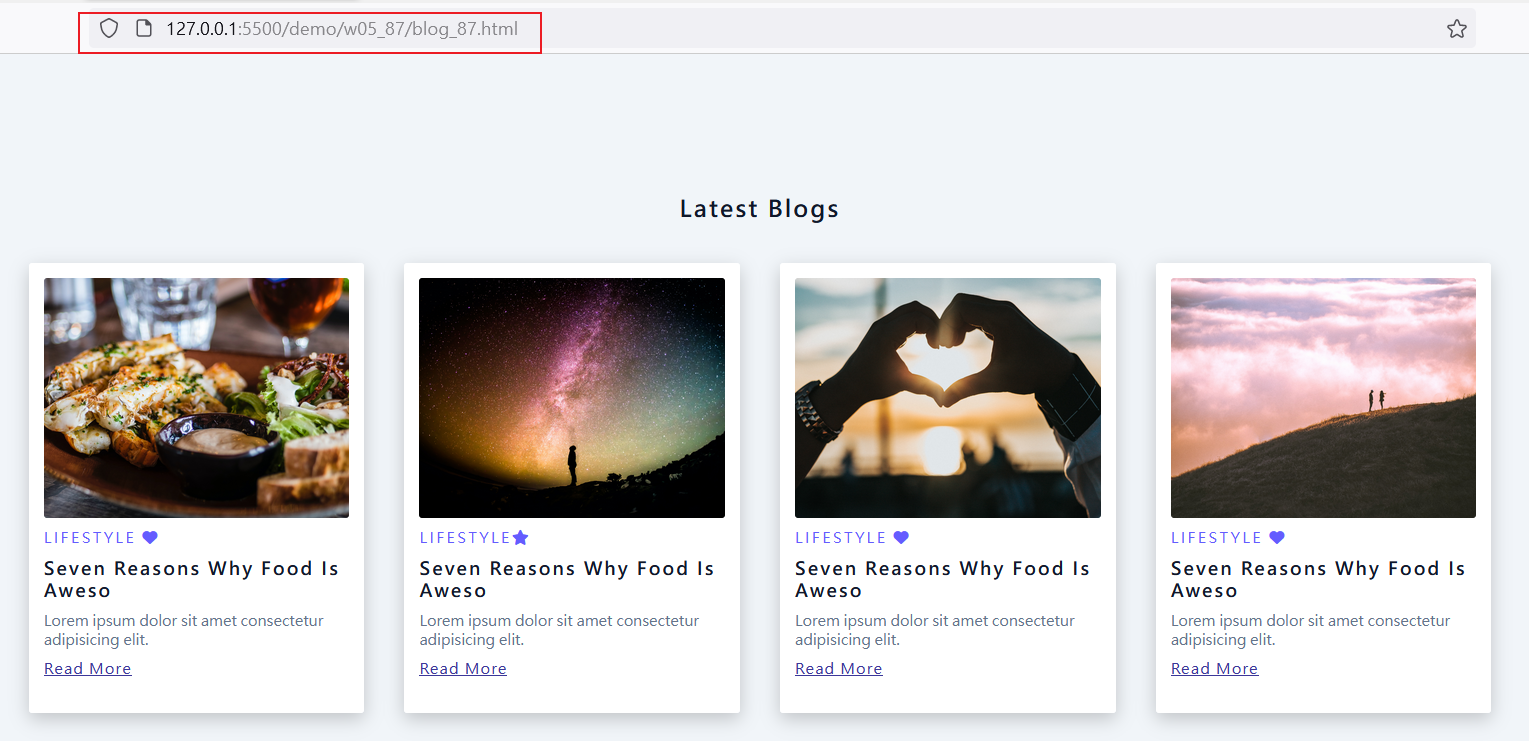 127.0.0.1:5500/demo/w05_87/blog_87.html
Latest Blogs
LIFESTYLE
Seven Reasons Why Food Is
Aweso
Lorem ipsum dolor sit amet consectetur
adipisicing elit.
Read More
LIFESTYLE
Seven Reasons Why Food Is
Aweso
Lorem ipsum dolor sit amet consectetur
adipisicing elit.
Read More
LIFESTYLE
Seven Reasons Why Food Is
Aweso
Lorem ipsum dolor sit amet consectetur
adipisicing elit.
Read More
LIFESTYLE
Seven Reasons Why Food Is
Aweso
Lorem ipsum dolor sit amet consectetur
adipisicing elit.
Read More